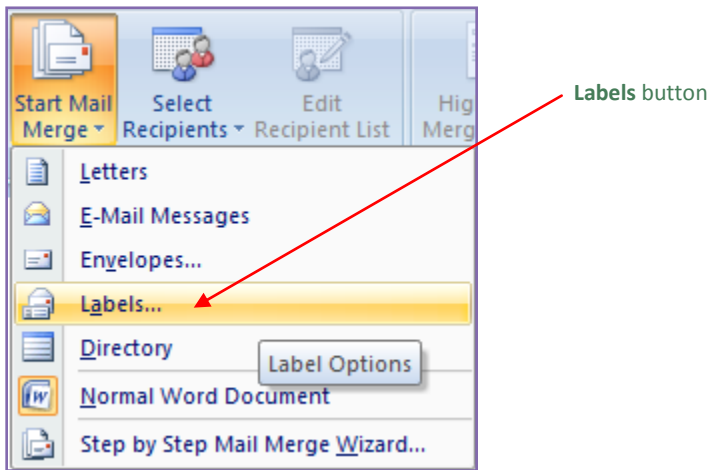 Start Mail Merge
Select Recipients
Edit Recipient List
Hig
Merg
Labels button
Letters
E-Mail Messages
Envelopes...
Labels...
Directory
Label Options
Normal Word Document
Step by Step Mail Merge Wizard...